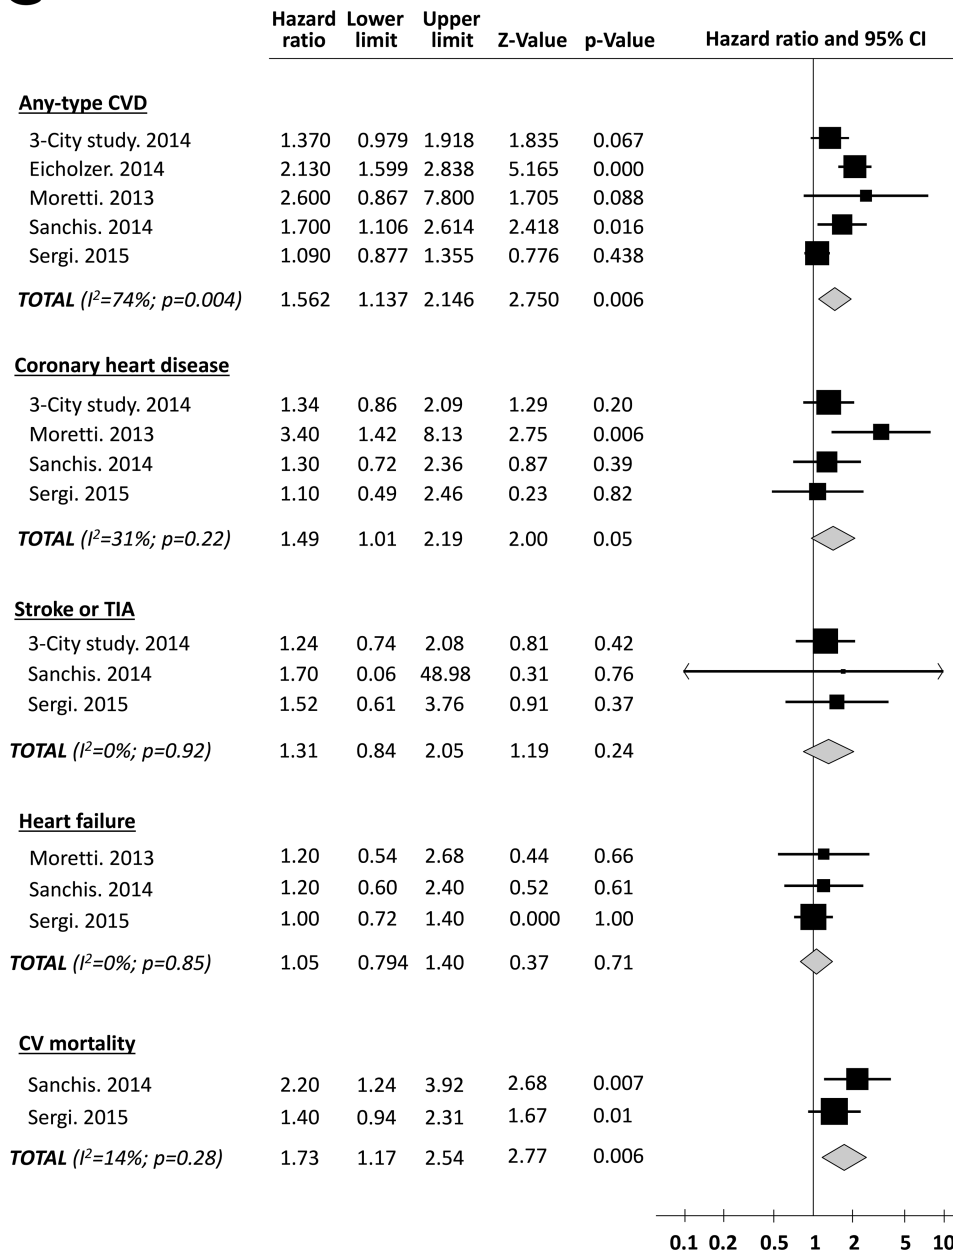 Hazard ratio Lower limit Upper limit Z-Value p-Value Hazard ratio and 95% CI
Any-type CVD
3-City study. 2014 1.370 0.979 1.918 1.835 0.067
Eicholzer. 2014 2.130 1.599 2.838 5.165 0.000
Moretti. 2013 2.600 0.867 7.800 1.705 0.088
Sanchis. 2014 1.700 1.106 2.614 2.418 0.016
Sergi. 2015 1.090 0.877 1.355 0.776 0.438
TOTAL (I²=74%; p=0.004) 1.562 1.137 2.146 2.750 0.006
Coronary heart disease
3-City study. 2014 1.34 0.86 2.09 1.29 0.20
Moretti. 2013 3.40 1.42 8.13 2.75 0.006
Sanchis. 2014 1.30 0.72 2.36 0.87 0.39
Sergi. 2015 1.10 0.49 2.46 0.23 0.82
TOTAL (I²=31%; p=0.22) 1.49 1.01 2.19 2.00 0.05
Stroke or TIA
3-City study. 2014 1.24 0.74 2.08 0.81 0.42
Sanchis. 2014 1.70 0.06 48.98 0.31 0.76
Sergi. 2015 1.52 0.61 3.76 0.91 0.37
TOTAL (I²=0%; p=0.92) 1.31 0.84 2.05 1.19 0.24
Heart failure
Moretti. 2013 1.20 0.54 2.68 0.44 0.66
Sanchis. 2014 1.20 0.60 2.40 0.52 0.61
Sergi. 2015 1.00 0.72 1.40 0.000 1.00
TOTAL (I²=0%; p=0.85) 1.05 0.794 1.40 0.37 0.71
CV mortality
Sanchis. 2014 2.20 1.24 3.92 2.68 0.007
Sergi. 2015 1.40 0.94 2.31 1.67 0.01
TOTAL (I²=14%; p=0.28) 1.73 1.17 2.54 2.77 0.006
0.1 0.2 0.5 1 2 5 10